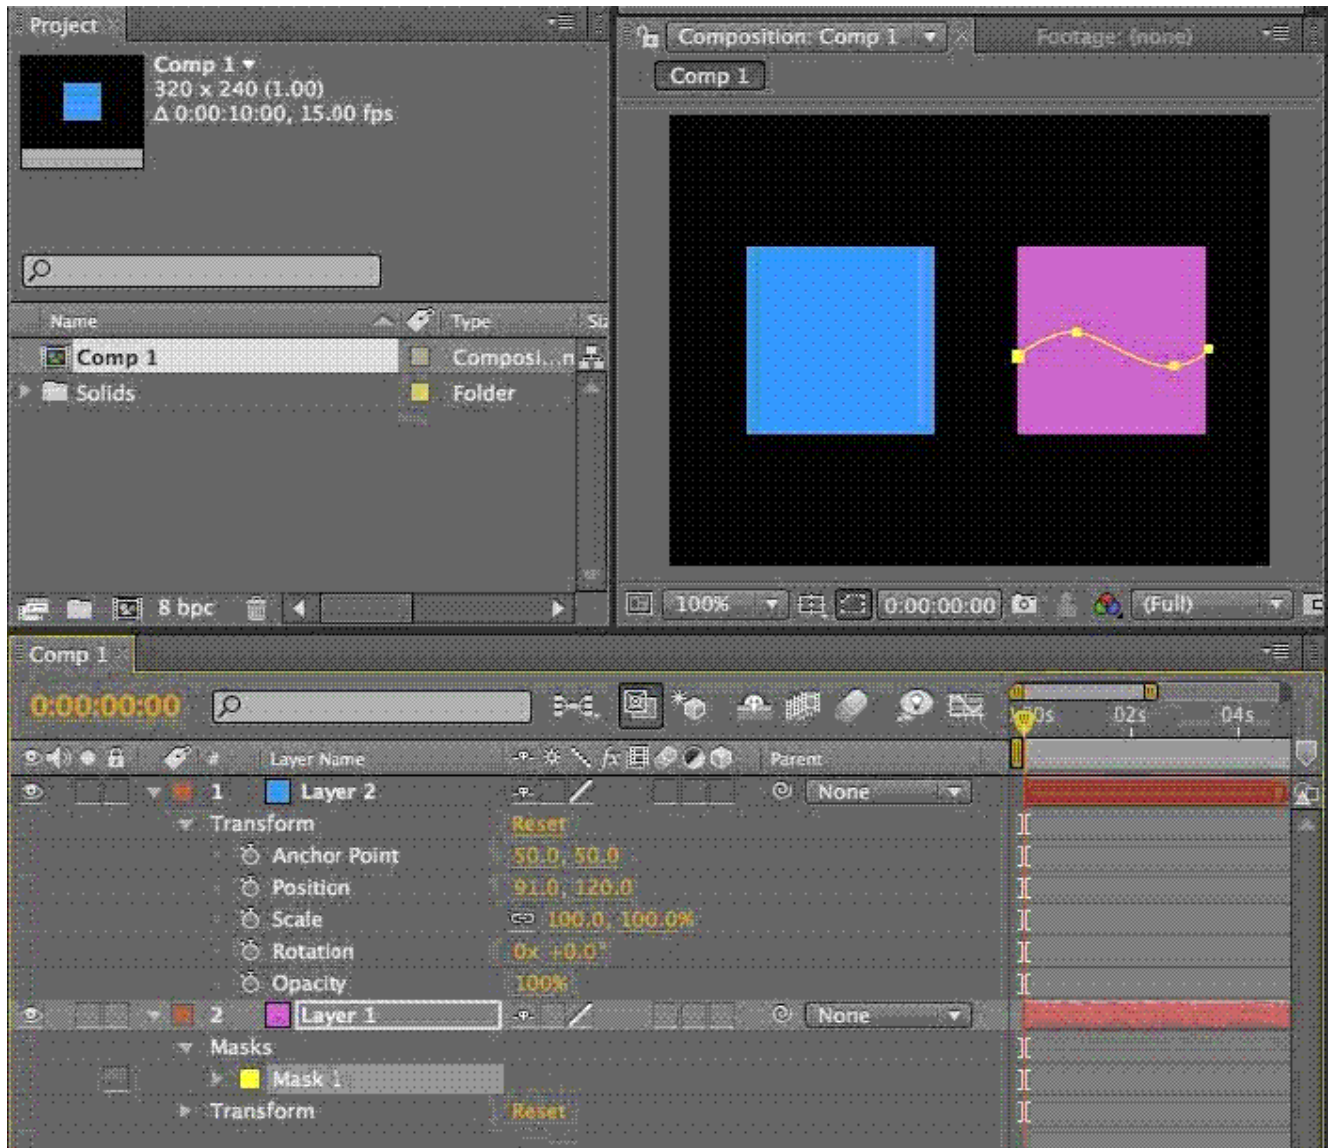 Project
Comp 1
320 x 240 (1.00)
Δ 0:00:10:00, 15.00 fps
Name Type Siz
Comp 1 Composi...n
Solids Folder
8 bpc
Composition: Comp 1 Footage: (none)
Comp 1
100% 0:00:00:00 (Full)
Comp 1
0:00:00:00
00s 02s 04s
# Layer Name fx Parent
1 Layer 2 None
Transform Reset
Anchor Point 50.0, 50.0
Position 91.0, 120.0
Scale 100.0, 100.0%
Rotation 0x +0.0°
Opacity 100%
2 Layer 1 None
Masks
Mask 1
Transform Reset